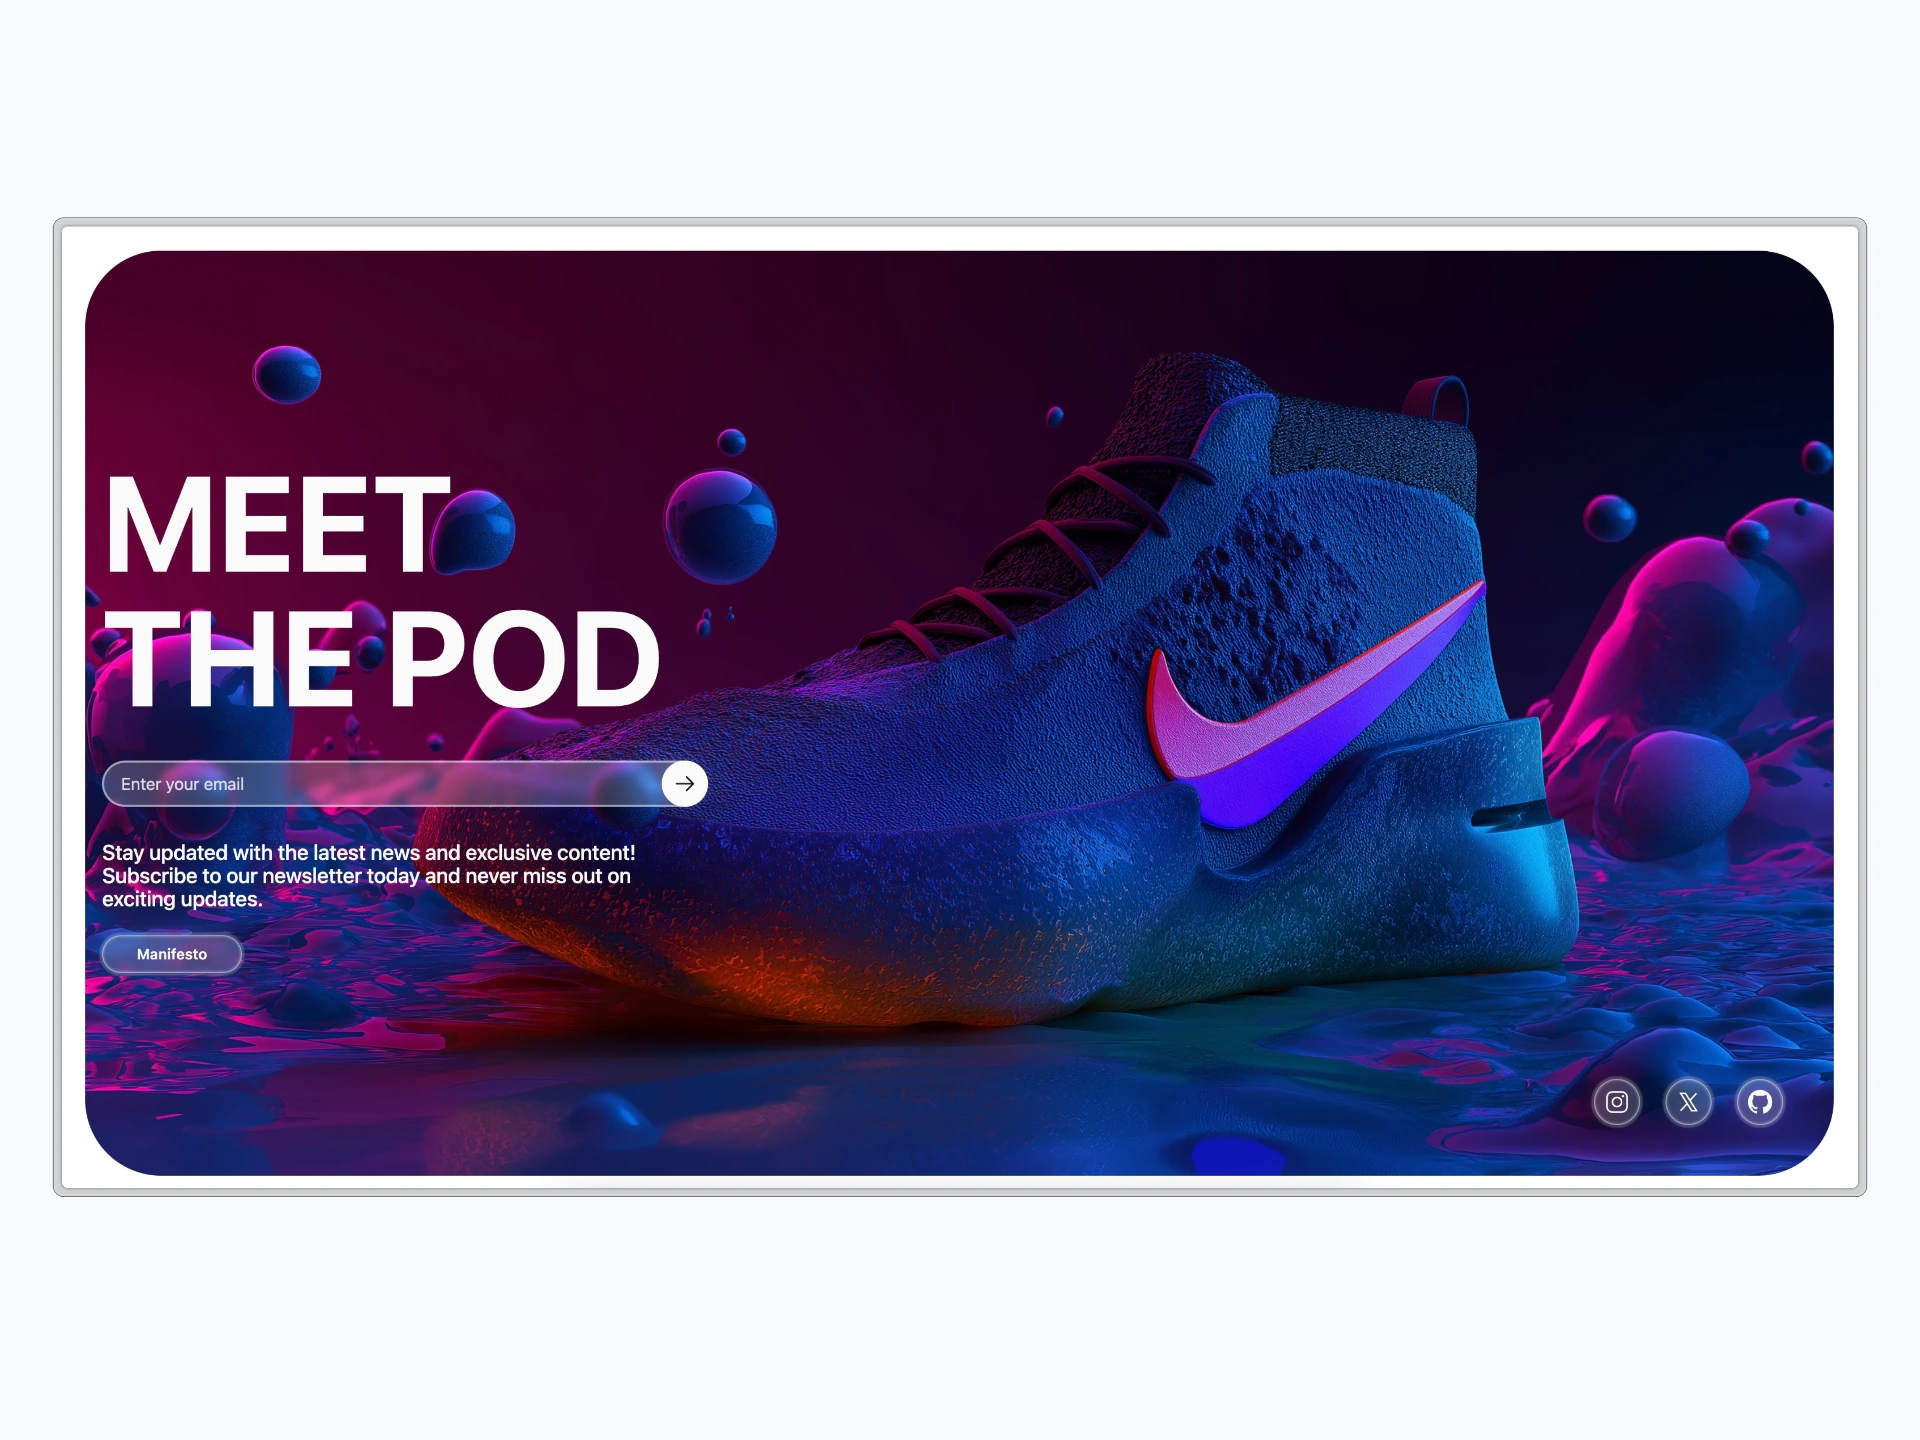 MEET
THE POD
Enter your email
Stay updated with the latest news and exclusive content!
Subscribe to our newsletter today and never miss out on
exciting updates.
Manifesto